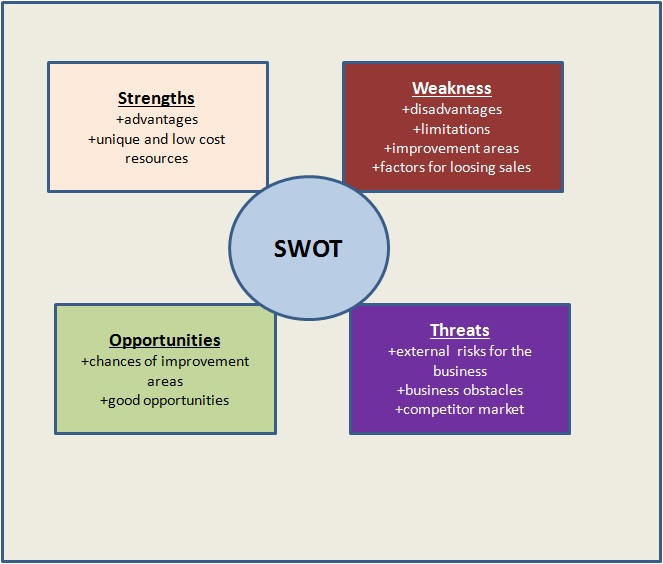 Strengths
+advantages
+unique and low cost
resources
Weakness
+disadvantages
+limitations
+improvement areas
+factors for loosing sales
SWOT
Opportunities
+chances of improvement
areas
+good opportunities
Threats
+external  risks for the
business
+business obstacles
+competitor market